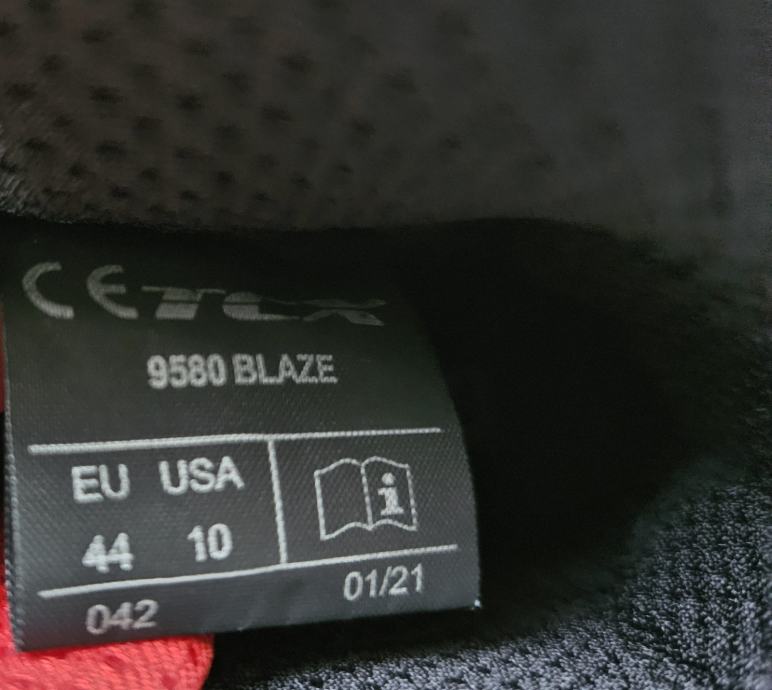 CE TCX
9580 BLAZE
EU USA
44 10
i
01/21
042